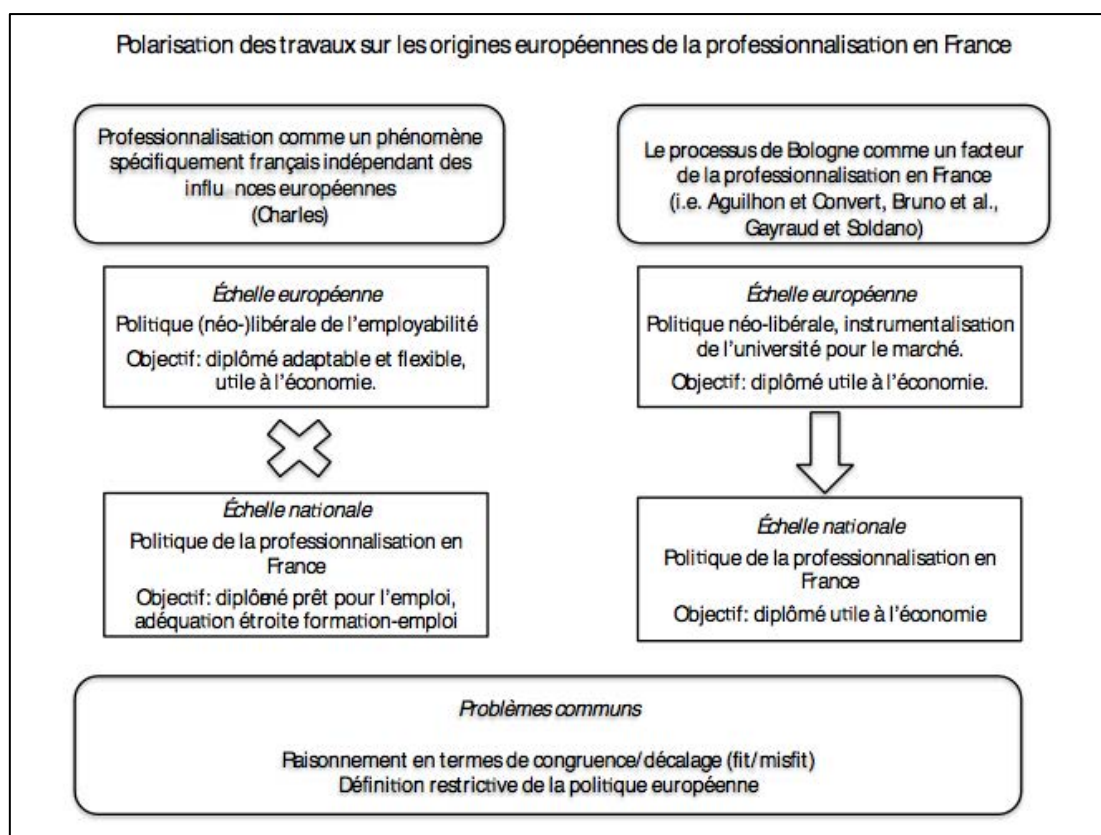 Polarisation des travaux sur les origines européennes de la professionnalisation en France
Professionnalisation comme un phénomène
spécifiquement français indépendant des
influ nces européennes
(Charles)
Échelle européenne
Politique (néo-)libérale de l'employabilité
Objectif: diplômé adaptable et flexible,
utile à l'économie.
Échelle nationale
Politique de la professionnalisation en
France
Objectif: diplômé prêt pour l'emploi,
adéquation étroite formation-emploi
Le processus de Bologne comme un facteur
de la professionnalisation en France
(i.e. Aguilhon et Convert, Bruno et al.,
Gayraud et Soldano)
Échelle européenne
Politique néo-libérale, instrumentalisation
de l'université pour le marché.
Objectif: diplômé utile à l'économie.
Échelle nationale
Politique de la professionnalisation en
France
Objectif: diplômé utile à l'économie
Problèmes communs
Raisonnement en termes de congruence/décalage (fit/misfit)
Définition restrictive de la politique européenne